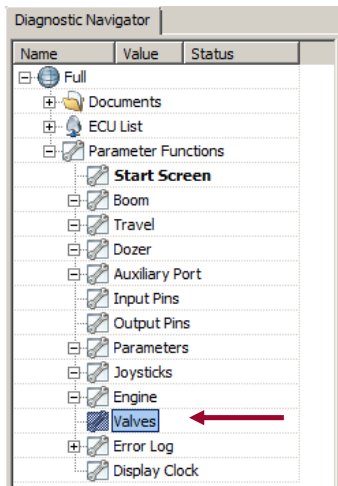 Diagnostic Navigator
Name Value Status
Full
Documents
ECU List
Parameter Functions
Start Screen
Boom
Travel
Dozer
Auxiliary Port
Input Pins
Output Pins
Parameters
Joysticks
Engine
Valves
Error Log
Display Clock